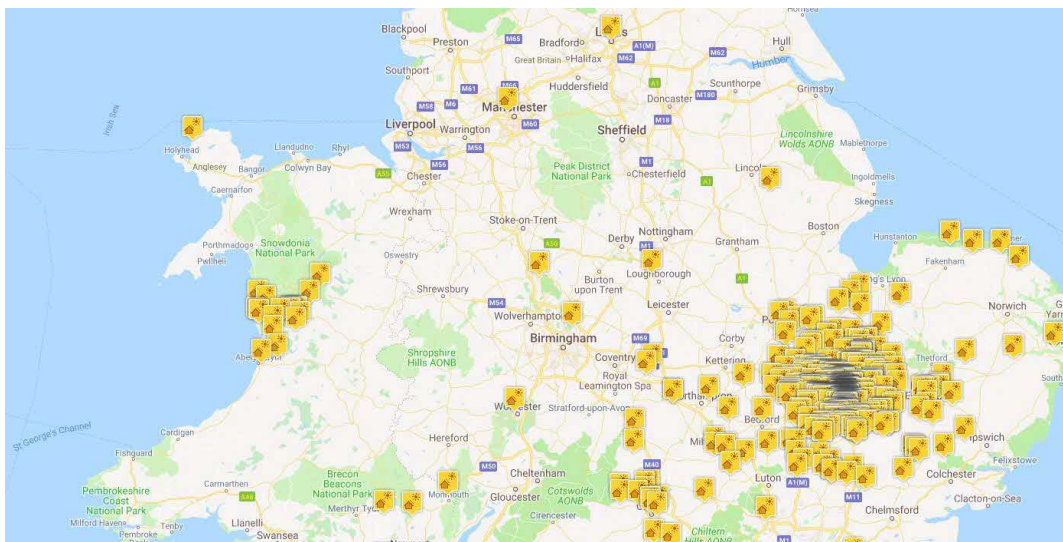 Hornsea
Blackpool
Preston
M65
Bradford
A1(M)
M62
Hull
Great Britain
Halifax
M62
M62
Humber
Southport
M61
Huddersfield
A1
Scunthorpe
Grimsby
Irish Sea
M58
M6
Doncaster
M180
Liverpool
Warrington
M60
Sheffield
M18
Lincolnshire
Wolds AONB
Mablethorpe
Holyhead
Llandudno
Rhyl
M53
M56
M56
Peak District
National Park
M1
Anglesey
Bangor
Colwyn Bay
A55
Chester
Chesterfield
A1
Ingoldmells
Caernarfon
Skegness
Wrexham
Stoke-on-Trent
Boston
Porthmadog
Snowdonia
National Park
Oswestry
A50
Derby
M1
Nottingham
Grantham
Hunstanton
Pwllheli
Fakenham
Burton
upon Trent
Loughborough
A1
Shrewsbury
M54
Leicester
Norwich
Wolverhampton
Birmingham
M69
Corby
Shropshire
Hills AONB
Coventry
Kettering
Thetford
Royal
Leamington Spa
Stratford-upon-Avon
Bedford
St George's Channel
Cardigan
Hereford
Ipswich
Fishguard
M50
Cheltenham
M40
Felixstowe
Brecon
Beacons
National Park
Gloucester
Cotswolds
AONB
Luton
Colchester
Pembrokeshire
Coast
National Park
Carmarthen
A48
Monmouth
A1(M)
M11
Clacton-on-Sea
Milford Haven
Tenby
Llanelli
Merthyr Ty
Cirencester
Chelmsford
Pembroke
Swansea
Chiltern
Hills AONB
M1